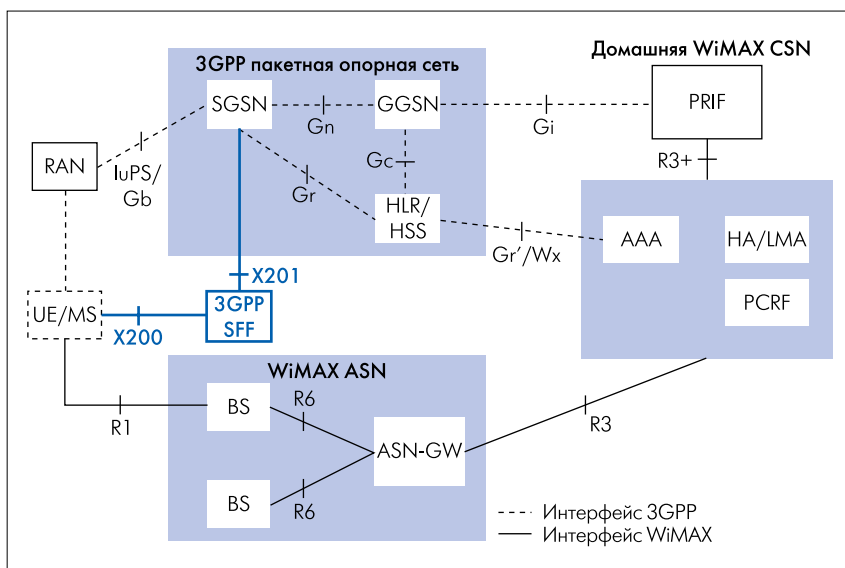 3GPP пакетная опорная сеть
Домашняя WiMAX CSN
SGSN
Gn
GGSN
Gi
PRIF
RAN
IuPS/
Gb
Gr
Gc
R3+
HLR/
HSS
Gr'/Wx
AAA
HA/LMA
PCRF
X201
UE/MS
X200
3GPP
SFF
WiMAX ASN
R1
BS
R6
ASN-GW
R3
BS
R6
Интерфейс 3GPP
Интерфейс WiMAX